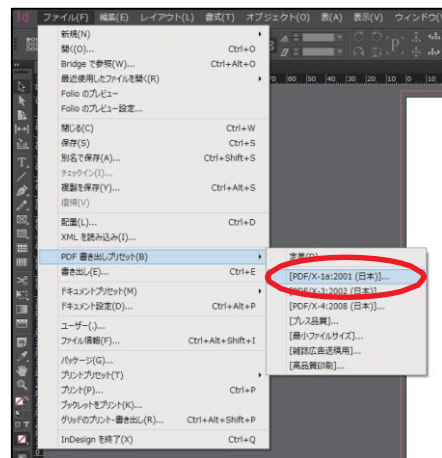 Id ファイル(F) 編集(E) レイアウト(L) 書式(T) オブジェクト(O) 表(A) 表示(V) ウィンドウ(
新規(N)
開く(O)... Ctrl+O
Bridge で参照(W)... Ctrl+Alt+O
最近使用したファイルを開く(R)
Folio のプレビュー
Folio のプレビュー設定...
閉じる(C) Ctrl+W
保存(S) Ctrl+S
別名で保存(A)... Ctrl+Shift+S
チェックイン(I)...
複製を保存(Y)... Ctrl+Alt+S
復帰(V)
配置(L)... Ctrl+D
XML を読み込み(I)...
PDF 書き出しプリセット(B)
書き出し(E)... Ctrl+E
ドキュメントプリセット(M)
ドキュメント設定(D)... Ctrl+Alt+P
ユーザー(.)...
ファイル情報(F)... Ctrl+Alt+Shift+I
パッケージ(G)...
プリントプリセット(T)
プリント(P)... Ctrl+P
ブックレットをプリント(K)...
グリッドのプリント・書き出し(R)... Ctrl+Alt+Shift+P
InDesign を終了(X) Ctrl+Q
定義(D)...
[PDF/X-1a:2001 (日本)]...
[PDF/X-3:2002 (日本)]...
[PDF/X-4:2008 (日本)]...
[プレス品質]...
[最小ファイルサイズ]...
[雑誌広告送稿用]...
[高品質印刷]...
60 50 40 30 20 10 0 10